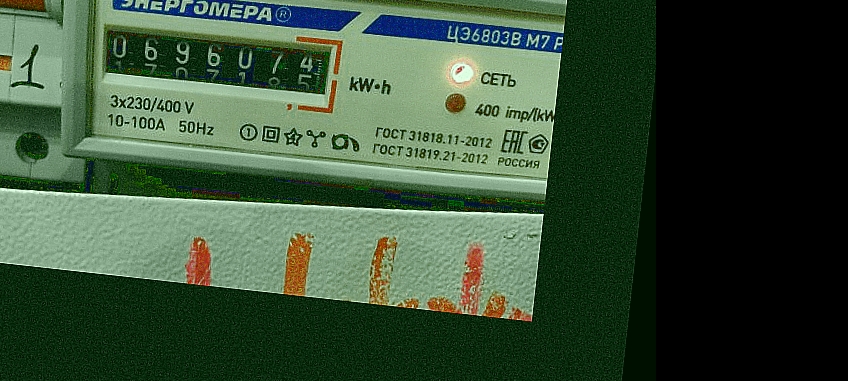 ЭНЕРГОМЕРА®
ЦЭ6803В М7 Р
0696074
kW•h
СЕТЬ
400 imp/(kW
3x230/400 V
10-100A 50Hz
ГОСТ 31818.11-2012
ГОСТ 31819.21-2012
ЕАС
РОССИЯ
1